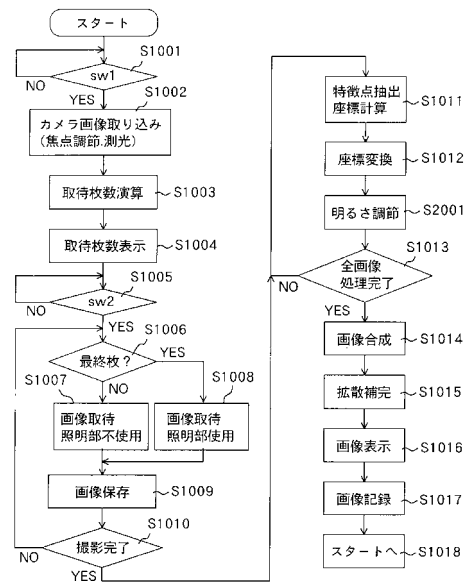 スタート
S1001
sw1
NO
YES
S1002
カメラ画像取り込み
(焦点調節.測光)
取待枚数演算
S1003
取待枚数表示
S1004
S1005
sw2
NO
YES
S1006
最終枚?
YES
NO
S1007
画像取待
照明部不使用
S1008
画像取待
照明部使用
画像保存
S1009
S1010
撮影完了
NO
YES
特徴点抽出
座標計算
S1011
座標変換
S1012
明るさ調節
S2001
S1013
全画像
処理完了
NO
YES
画像合成
S1014
拡散補完
S1015
画像表示
S1016
画像記録
S1017
スタートへ
S1018